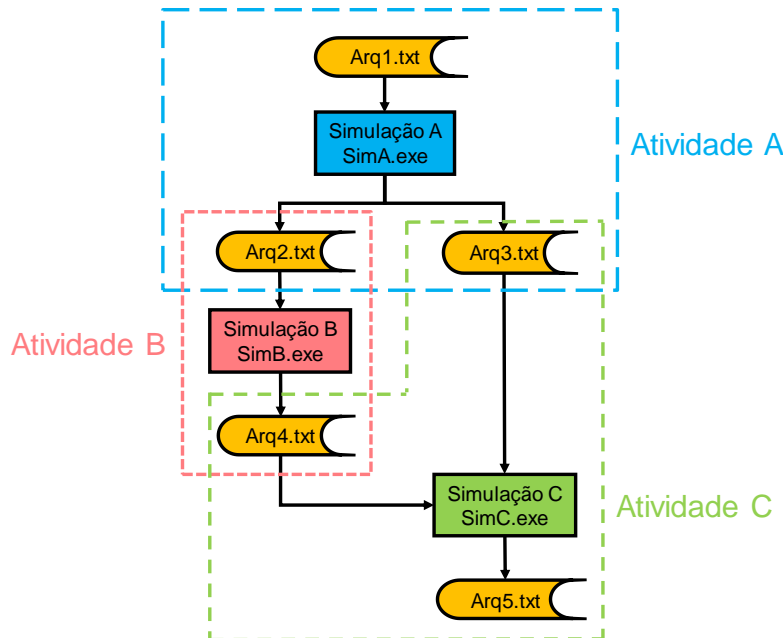 Arq1.txt
Simulação A
SimA.exe
Atividade A
Arq2.txt
Arq3.txt
Simulação B
SimB.exe
Atividade B
Arq4.txt
Simulação C
SimC.exe
Atividade C
Arq5.txt